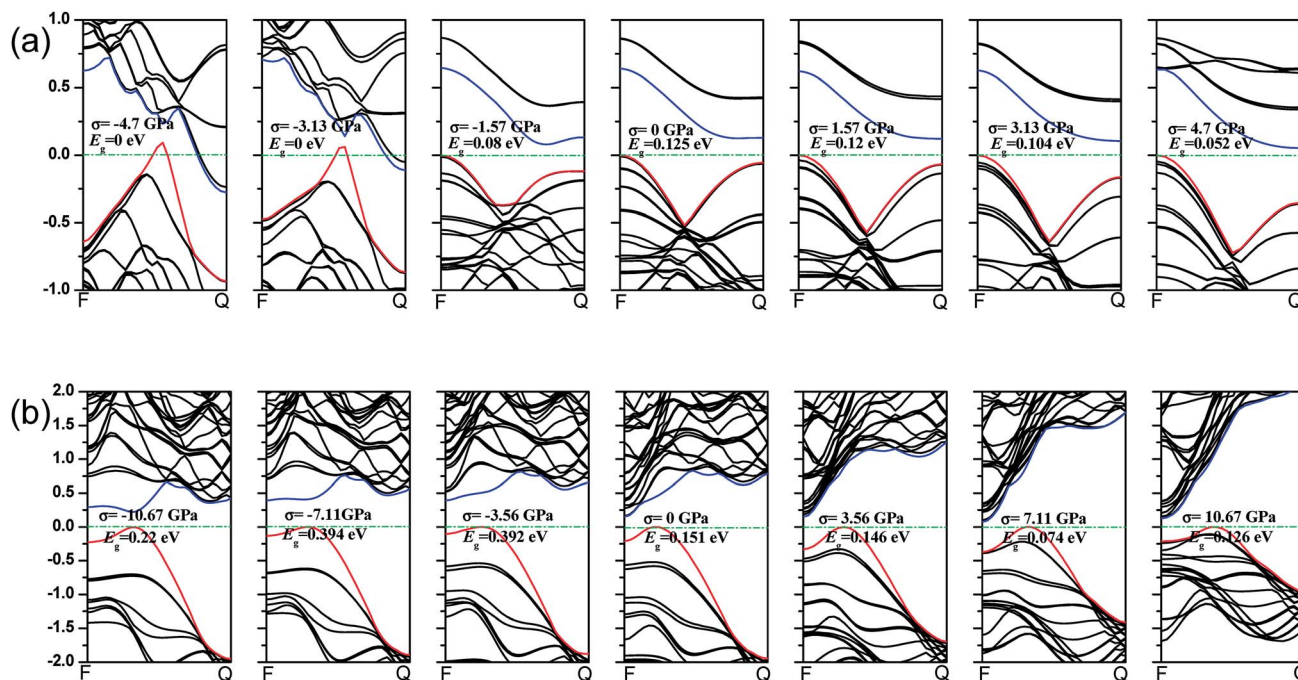 (a)
1.0
0.5
0.0
-0.5
-1.0
σ= -4.7 GPa
Eg=0 eV
F
Q
σ= -3.13 GPa
Eg=0 eV
F
Q
σ= -1.57 GPa
Eg=0.08 eV
F
Q
σ= 0 GPa
Eg=0.125 eV
F
Q
σ= 1.57 GPa
Eg=0.12 eV
F
Q
σ= 3.13 GPa
Eg=0.104 eV
F
Q
σ= 4.7 GPa
Eg=0.052 eV
F
Q
(b)
2.0
1.5
1.0
0.5
0.0
-0.5
-1.0
-1.5
-2.0
σ= -10.67 GPa
Eg=0.22 eV
F
Q
σ= -7.11GPa
Eg=0.394 eV
F
Q
σ= -3.56 GPa
Eg=0.392 eV
F
Q
σ= 0 GPa
Eg=0.151 eV
F
Q
σ= 3.56 GPa
Eg=0.146 eV
F
Q
σ= 7.11 GPa
Eg=0.074 eV
F
Q
σ= 10.67 GPa
Eg=0.126 eV
F